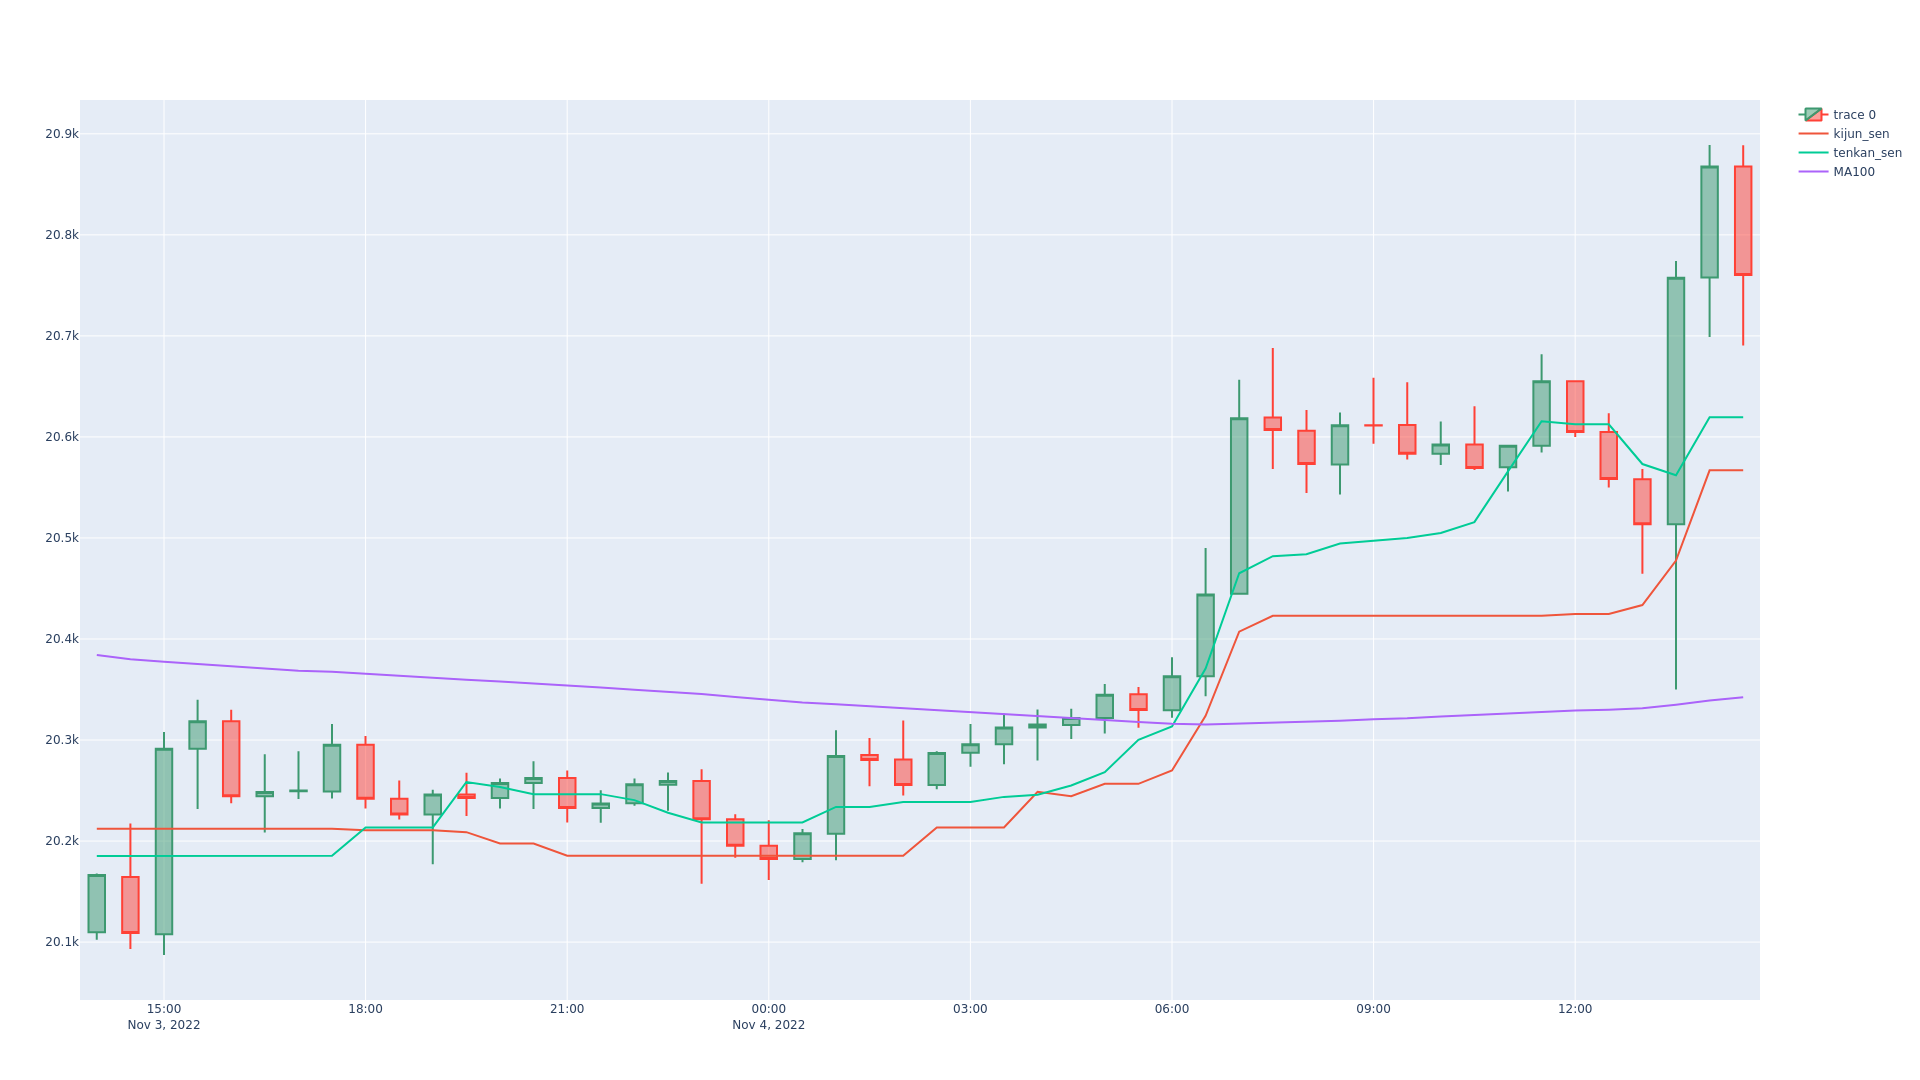 20.9k
20.8k
20.7k
20.6k
20.5k
20.4k
20.3k
20.2k
20.1k
15:00
Nov 3, 2022
18:00
21:00
00:00
Nov 4, 2022
03:00
06:00
09:00
12:00
trace 0
kijun_sen
tenkan_sen
MA100